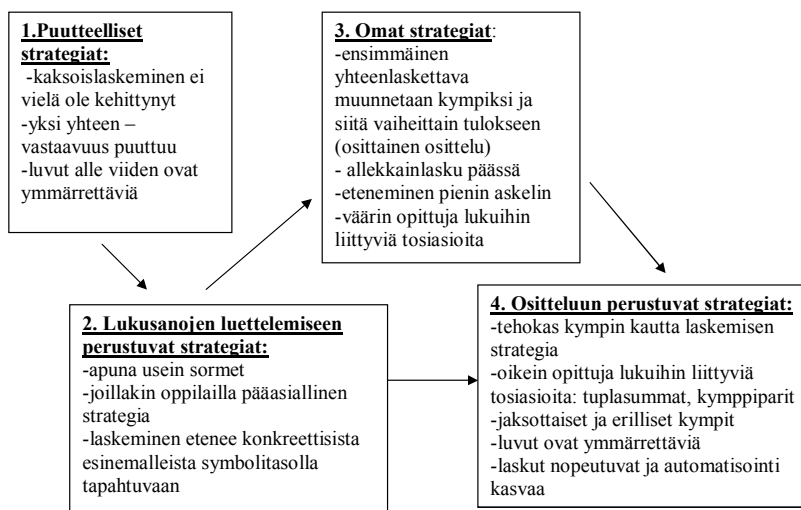 1.Puutteelliset
strategiat:
-kaksoislaskeminen ei
vielä ole kehittynyt
-yksi yhteen –
vastaavuus puuttuu
-luvut alle viiden ovat
ymmärrettäviä
2. Lukusanojen luettelemiseen
perustuvat strategiat:
-apuna usein sormet
-joillakin oppilailla pääasiallinen
strategia
-laskeminen etenee konkreettisista
esinemalleista symbolitasolla
tapahtuvaan
3. Omat strategiat:
-ensimmäinen
yhteenlaskettava
muunnetaan kympiksi ja
siitä vaiheittain tulokseen
(osittainen osittelu)
- allekkainlasku päässä
-eteneminen pienin askelin
-väärin opittuja lukuihin
liittyviä tosiasioita
4. Ositteluun perustuvat strategiat:
-tehokas kympin kautta laskemisen
strategia
-oikein opittuja lukuihin liittyviä
tosiasioita: tuplasummat, kymppiparit
-jaksottaiset ja erilliset kympit
-luvut ovat ymmärrettäviä
-laskut nopeutuvat ja automatisointi
kasvaa